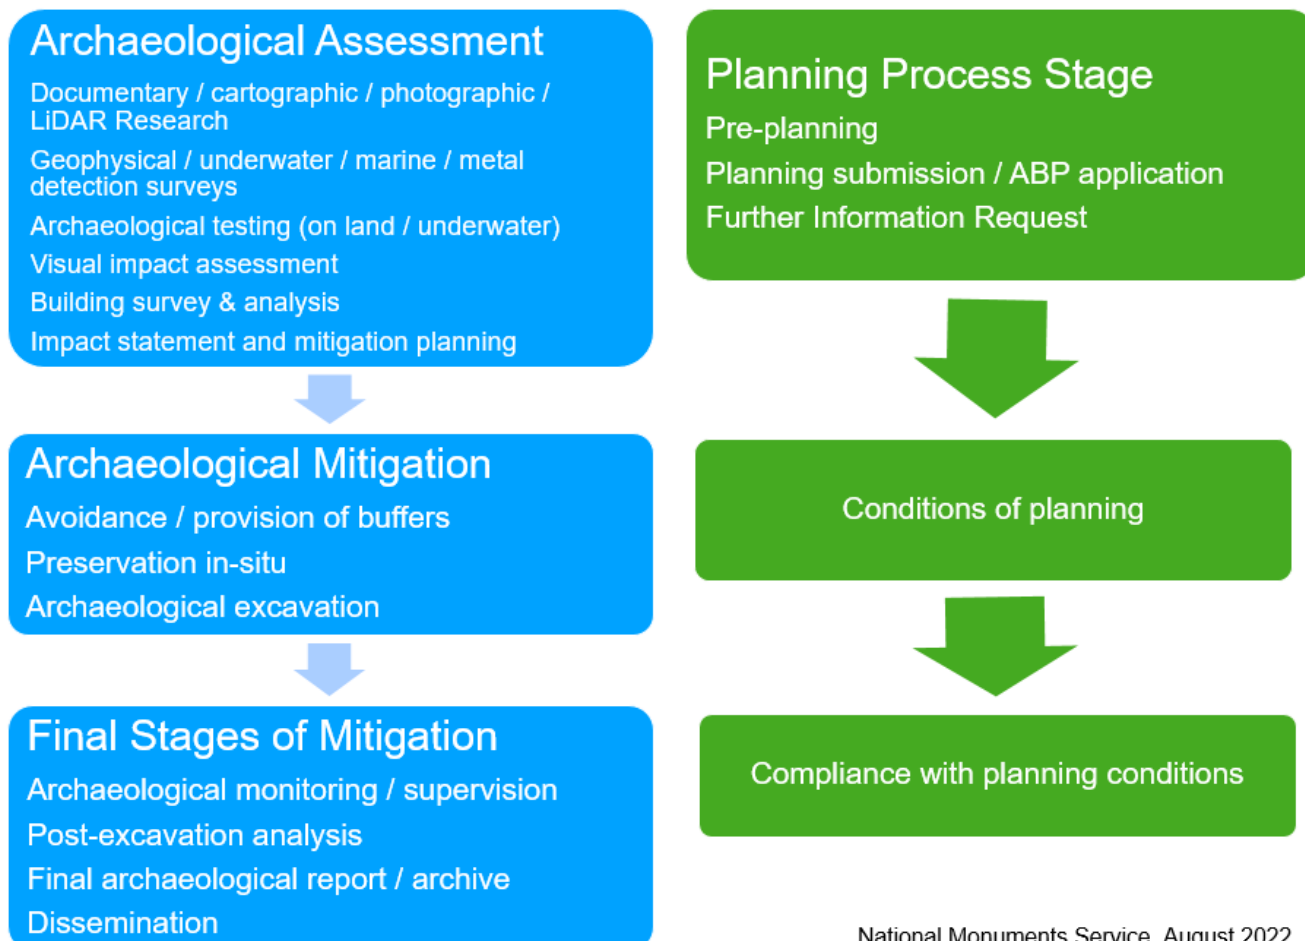 Archaeological Assessment
Documentary / cartographic / photographic /
LiDAR Research
Geophysical / underwater / marine / metal
detection surveys
Archaeological testing (on land / underwater)
Visual impact assessment
Building survey & analysis
Impact statement and mitigation planning
Planning Process Stage
Pre-planning
Planning submission / ABP application
Further Information Request
Archaeological Mitigation
Avoidance / provision of buffers
Preservation in-situ
Archaeological excavation
Conditions of planning
Final Stages of Mitigation
Archaeological monitoring / supervision
Post-excavation analysis
Final archaeological report / archive
Dissemination
Compliance with planning conditions
National Monuments Service, August 2022